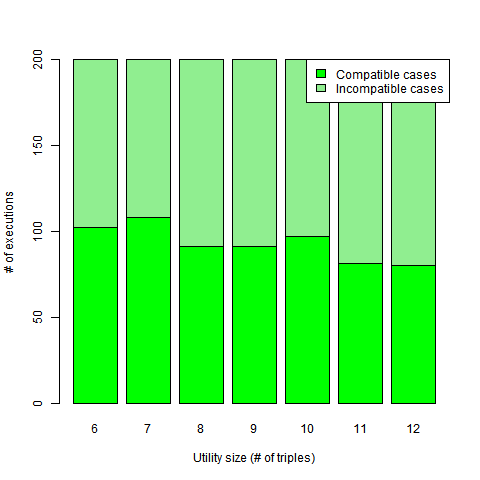 Compatible cases
Incompatible cases
# of executions
200
150
100
50
0
6 7 8 9 10 11 12
Utility size (# of triples)